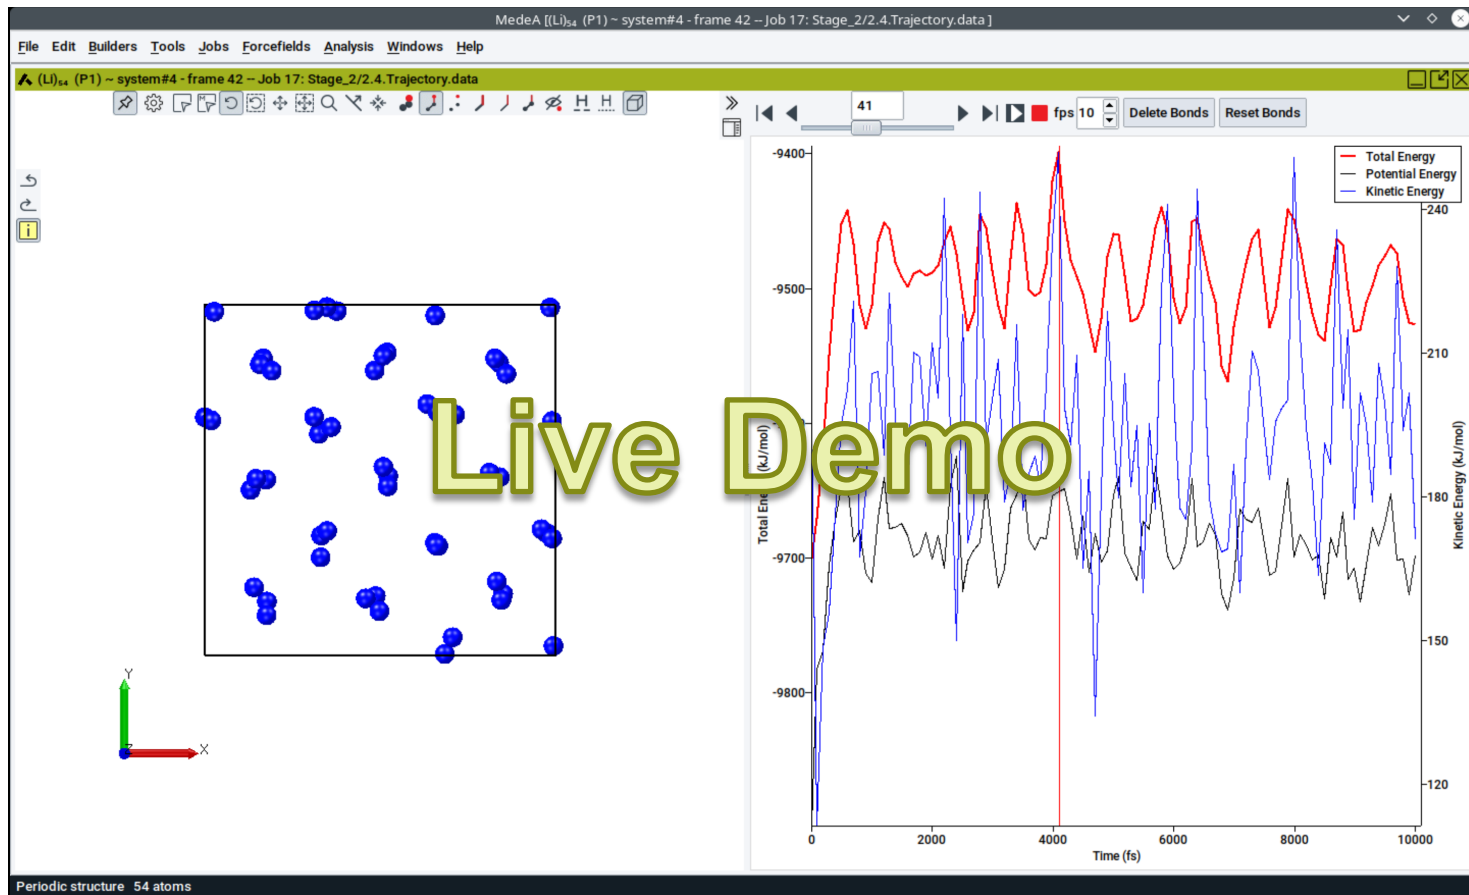 MedeA [(Li)₅₄ (P1) ~ system#4 - frame 42 -- Job 17: Stage_2/2.4.Trajectory.data ]
File Edit Builders Tools Jobs Forcefields Analysis Windows Help
(Li)₅₄ (P1) ~ system#4 - frame 42 -- Job 17: Stage_2/2.4.Trajectory.data
H H
41
fps 10
Delete Bonds
Reset Bonds
i
Total Energy
Potential Energy
Kinetic Energy
-9400
-9500
-9700
-9800
240
210
180
150
120
(kJ/mol)
Total Ene
Kinetic Energy (kJ/mol)
Live Demo
Y
Z
X
0
2000
4000
6000
8000
10000
Time (fs)
Periodic structure 54 atoms